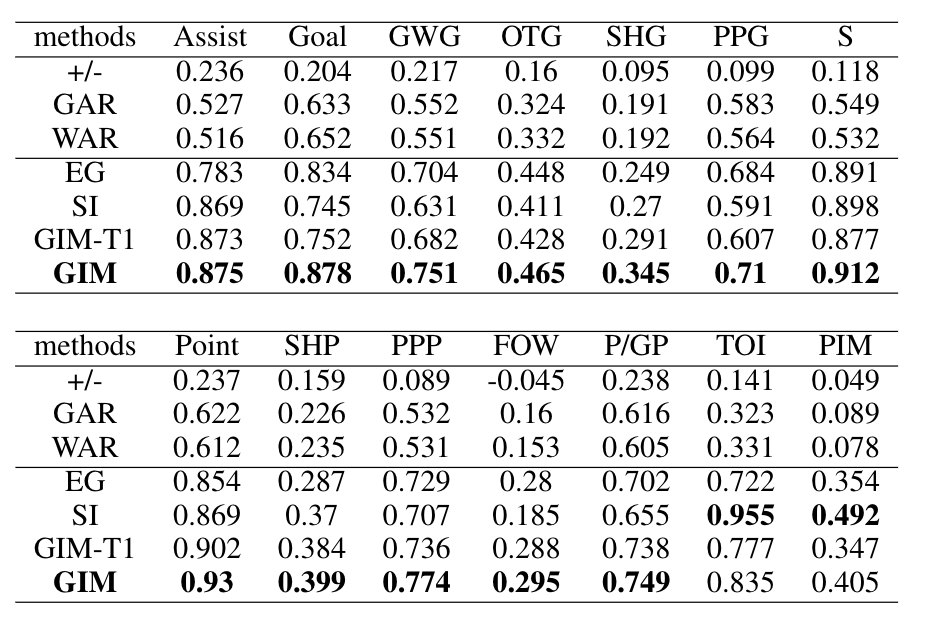 methods Assist Goal GWG OTG SHG PPG S
+/- 0.236 0.204 0.217 0.16 0.095 0.099 0.118
GAR 0.527 0.633 0.552 0.324 0.191 0.583 0.549
WAR 0.516 0.652 0.551 0.332 0.192 0.564 0.532
EG 0.783 0.834 0.704 0.448 0.249 0.684 0.891
SI 0.869 0.745 0.631 0.411 0.27 0.591 0.898
GIM-T1 0.873 0.752 0.682 0.428 0.291 0.607 0.877
GIM 0.875 0.878 0.751 0.465 0.345 0.71 0.912
methods Point SHP PPP FOW P/GP TOI PIM
+/- 0.237 0.159 0.089 -0.045 0.238 0.141 0.049
GAR 0.622 0.226 0.532 0.16 0.616 0.323 0.089
WAR 0.612 0.235 0.531 0.153 0.605 0.331 0.078
EG 0.854 0.287 0.729 0.28 0.702 0.722 0.354
SI 0.869 0.37 0.707 0.185 0.655 0.955 0.492
GIM-T1 0.902 0.384 0.736 0.288 0.738 0.777 0.347
GIM 0.93 0.399 0.774 0.295 0.749 0.835 0.405